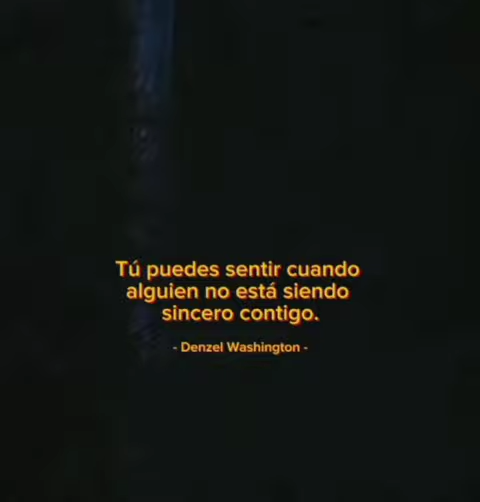 Tú puedes sentir cuando
alguien no está siendo
sincero contigo.
- Denzel Washington -